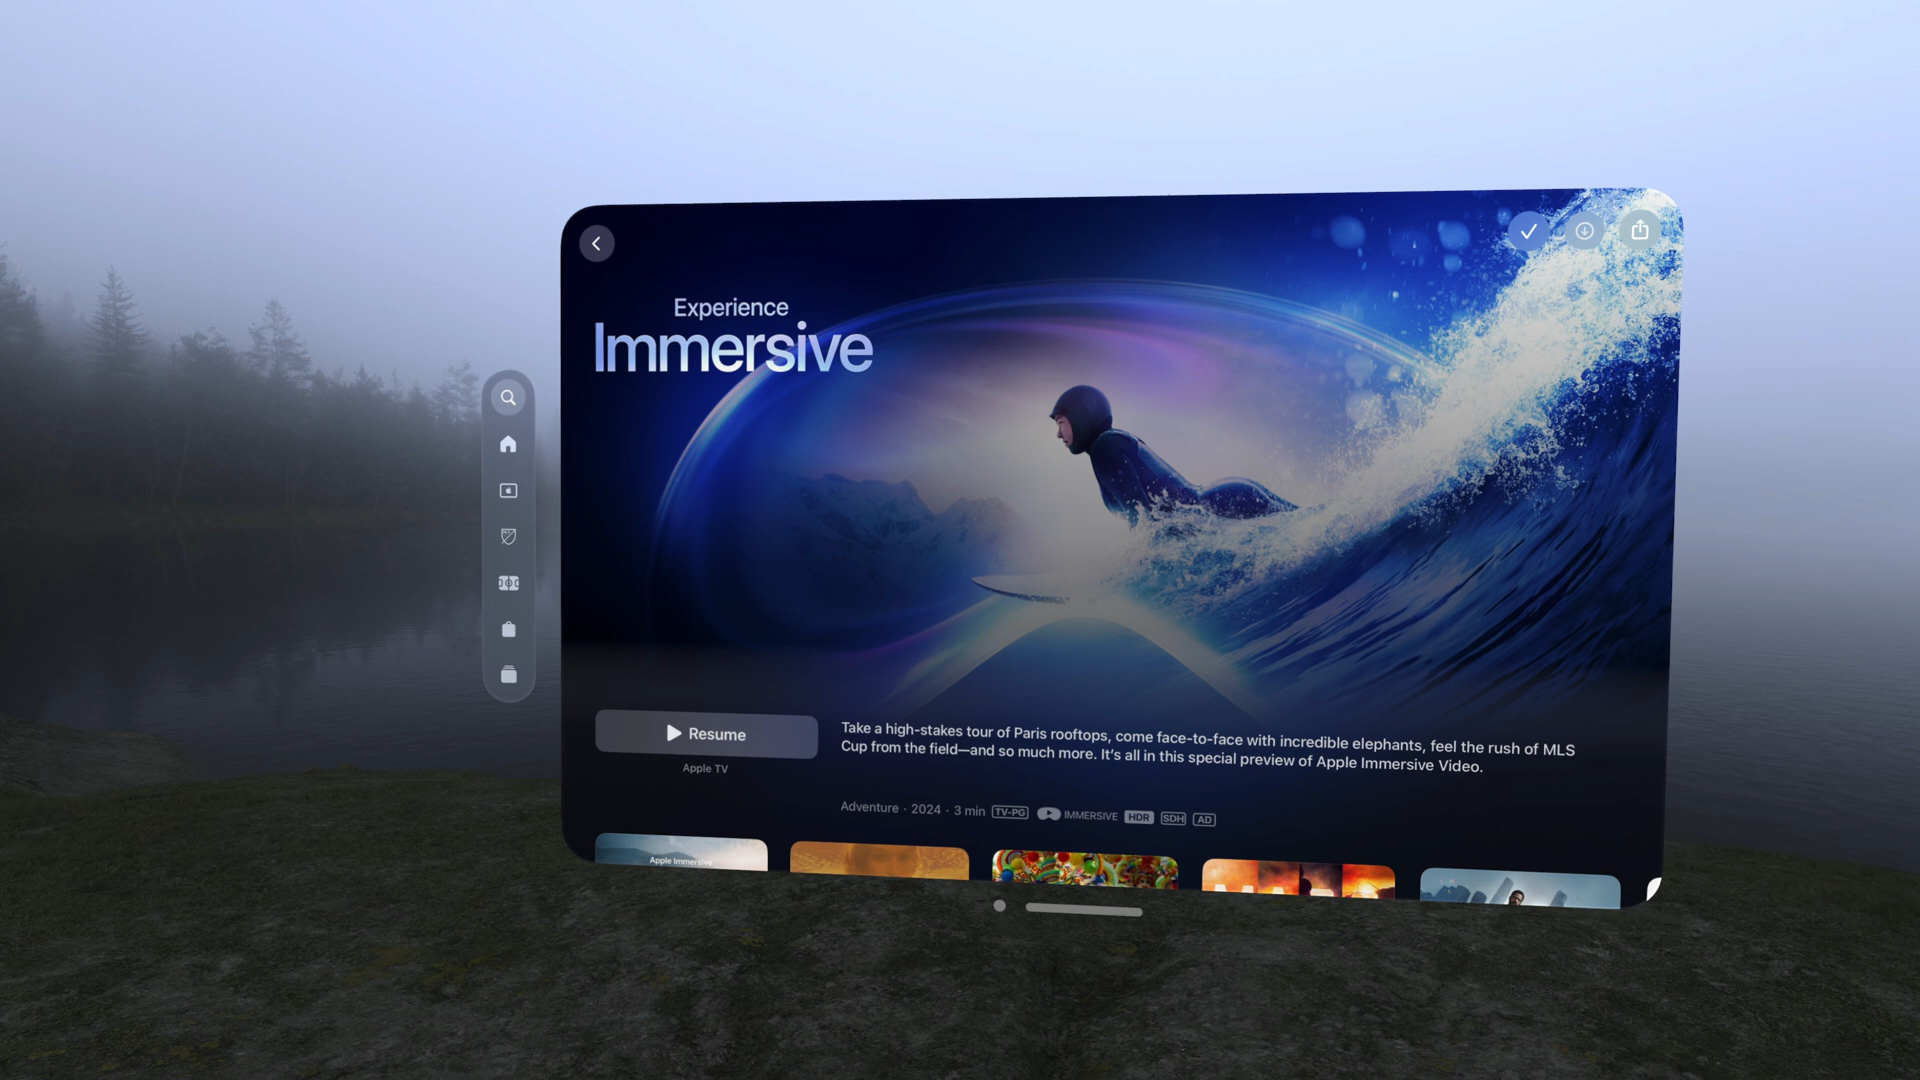 Experience
Immersive
Resume
Apple TV
Take a high-stakes tour of Paris rooftops, come face-to-face with incredible elephants, feel the rush of MLS
Cup from the field—and so much more. It's all in this special preview of Apple Immersive Video.
Adventure · 2024 · 3 min TV-PG IMMERSIVE HDR SDH AD
Apple Immersive